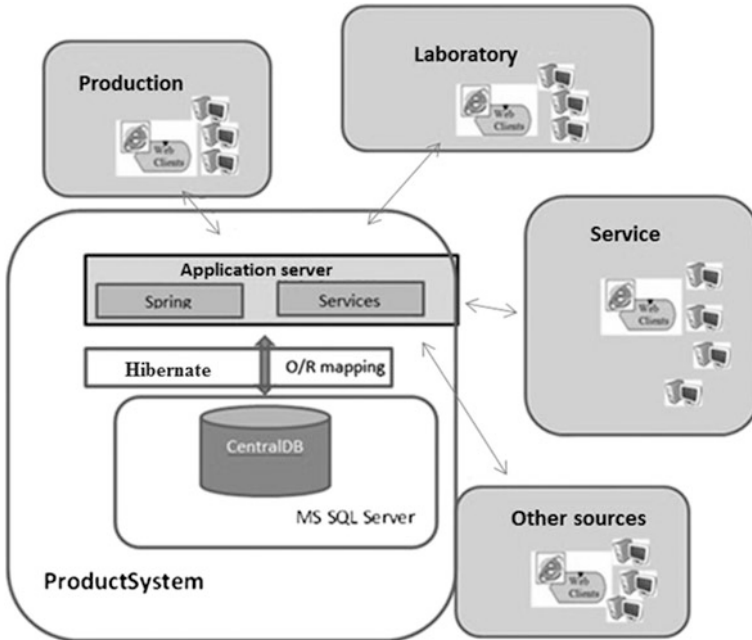 Production
Web
Clients
Laboratory
Web
Clients
Application server
Spring
Services
Service
Web
Clients
Hibernate
O/R mapping
CentralDB
MS SQL Server
Other sources
Web
Clients
ProductSystem